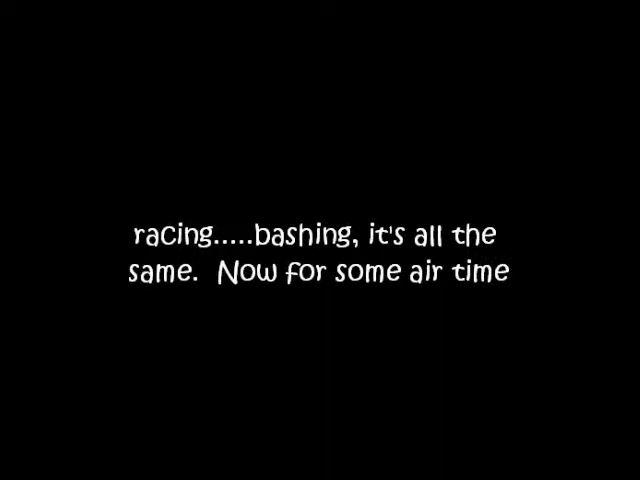 racing.....bashing, it's all the
same.  Now for some air time